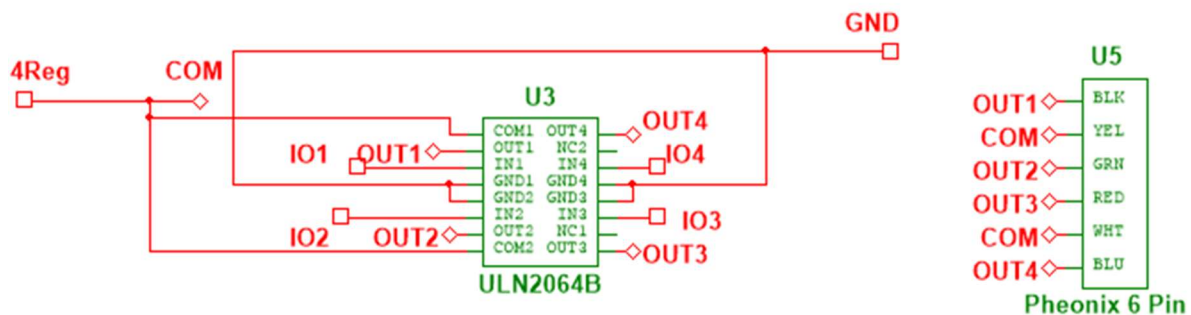 GND
4Reg
COM
U3
U5
COM1 OUT4
OUT1 NC2
IN1 IN4
GND1 GND4
GND2 GND3
IN2 IN3
OUT2 NC1
COM2 OUT3
IO1
OUT1
IO2
OUT2
OUT4
IO4
IO3
OUT3
ULN2064B
OUT1 BLK
COM YEL
OUT2 GRN
OUT3 RED
COM WHT
OUT4 BLU
Pheonix 6 Pin